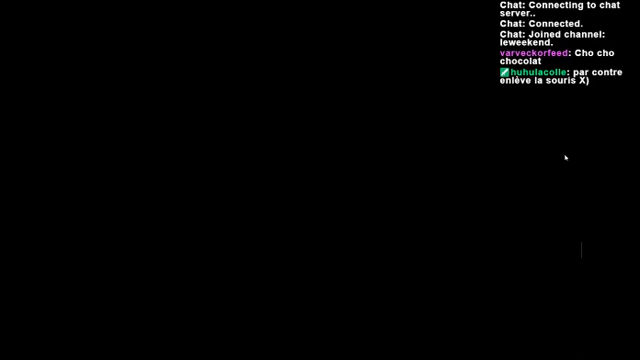 Chat: Connecting to chat
server..
Chat: Connected.
Chat: Joined channel:
leweekend.
varveckorfeed: Cho cho
chocolat
huhulacolle: par contre
enlève la souris X)